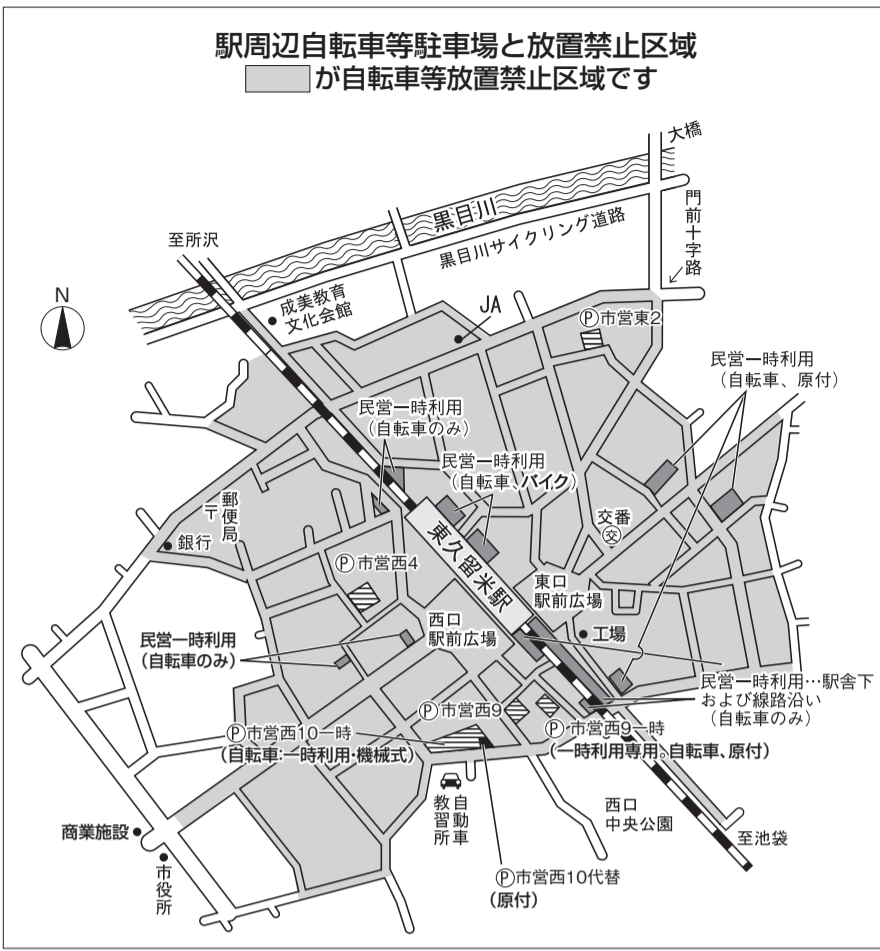 駅周辺自転車等駐車場と放置禁止区域
が自転車等放置禁止区域です
大橋
黒目川
門前十字路
黒目川サイクリング道路
至所沢
N
成美教育
文化会館
JA
Ⓟ市営東2
民営一時利用
(自転車、原付)
民営一時利用
(自転車のみ)
民営一時利用
(自転車、バイク)
郵便局
〒
銀行
交番
㊋
東久留米駅
Ⓟ市営西4
東口
駅前広場
西口
駅前広場
工場
民営一時利用
(自転車のみ)
民営一時利用…駅舎下
および線路沿い
(自転車のみ)
Ⓟ市営西9
Ⓟ市営西10一時
(自転車:一時利用・機械式)
Ⓟ市営西9一時
(一時利用専用。自転車、原付)
自動車
教習所
西口
中央公園
至池袋
商業施設
市役所
Ⓟ市営西10代替
(原付)